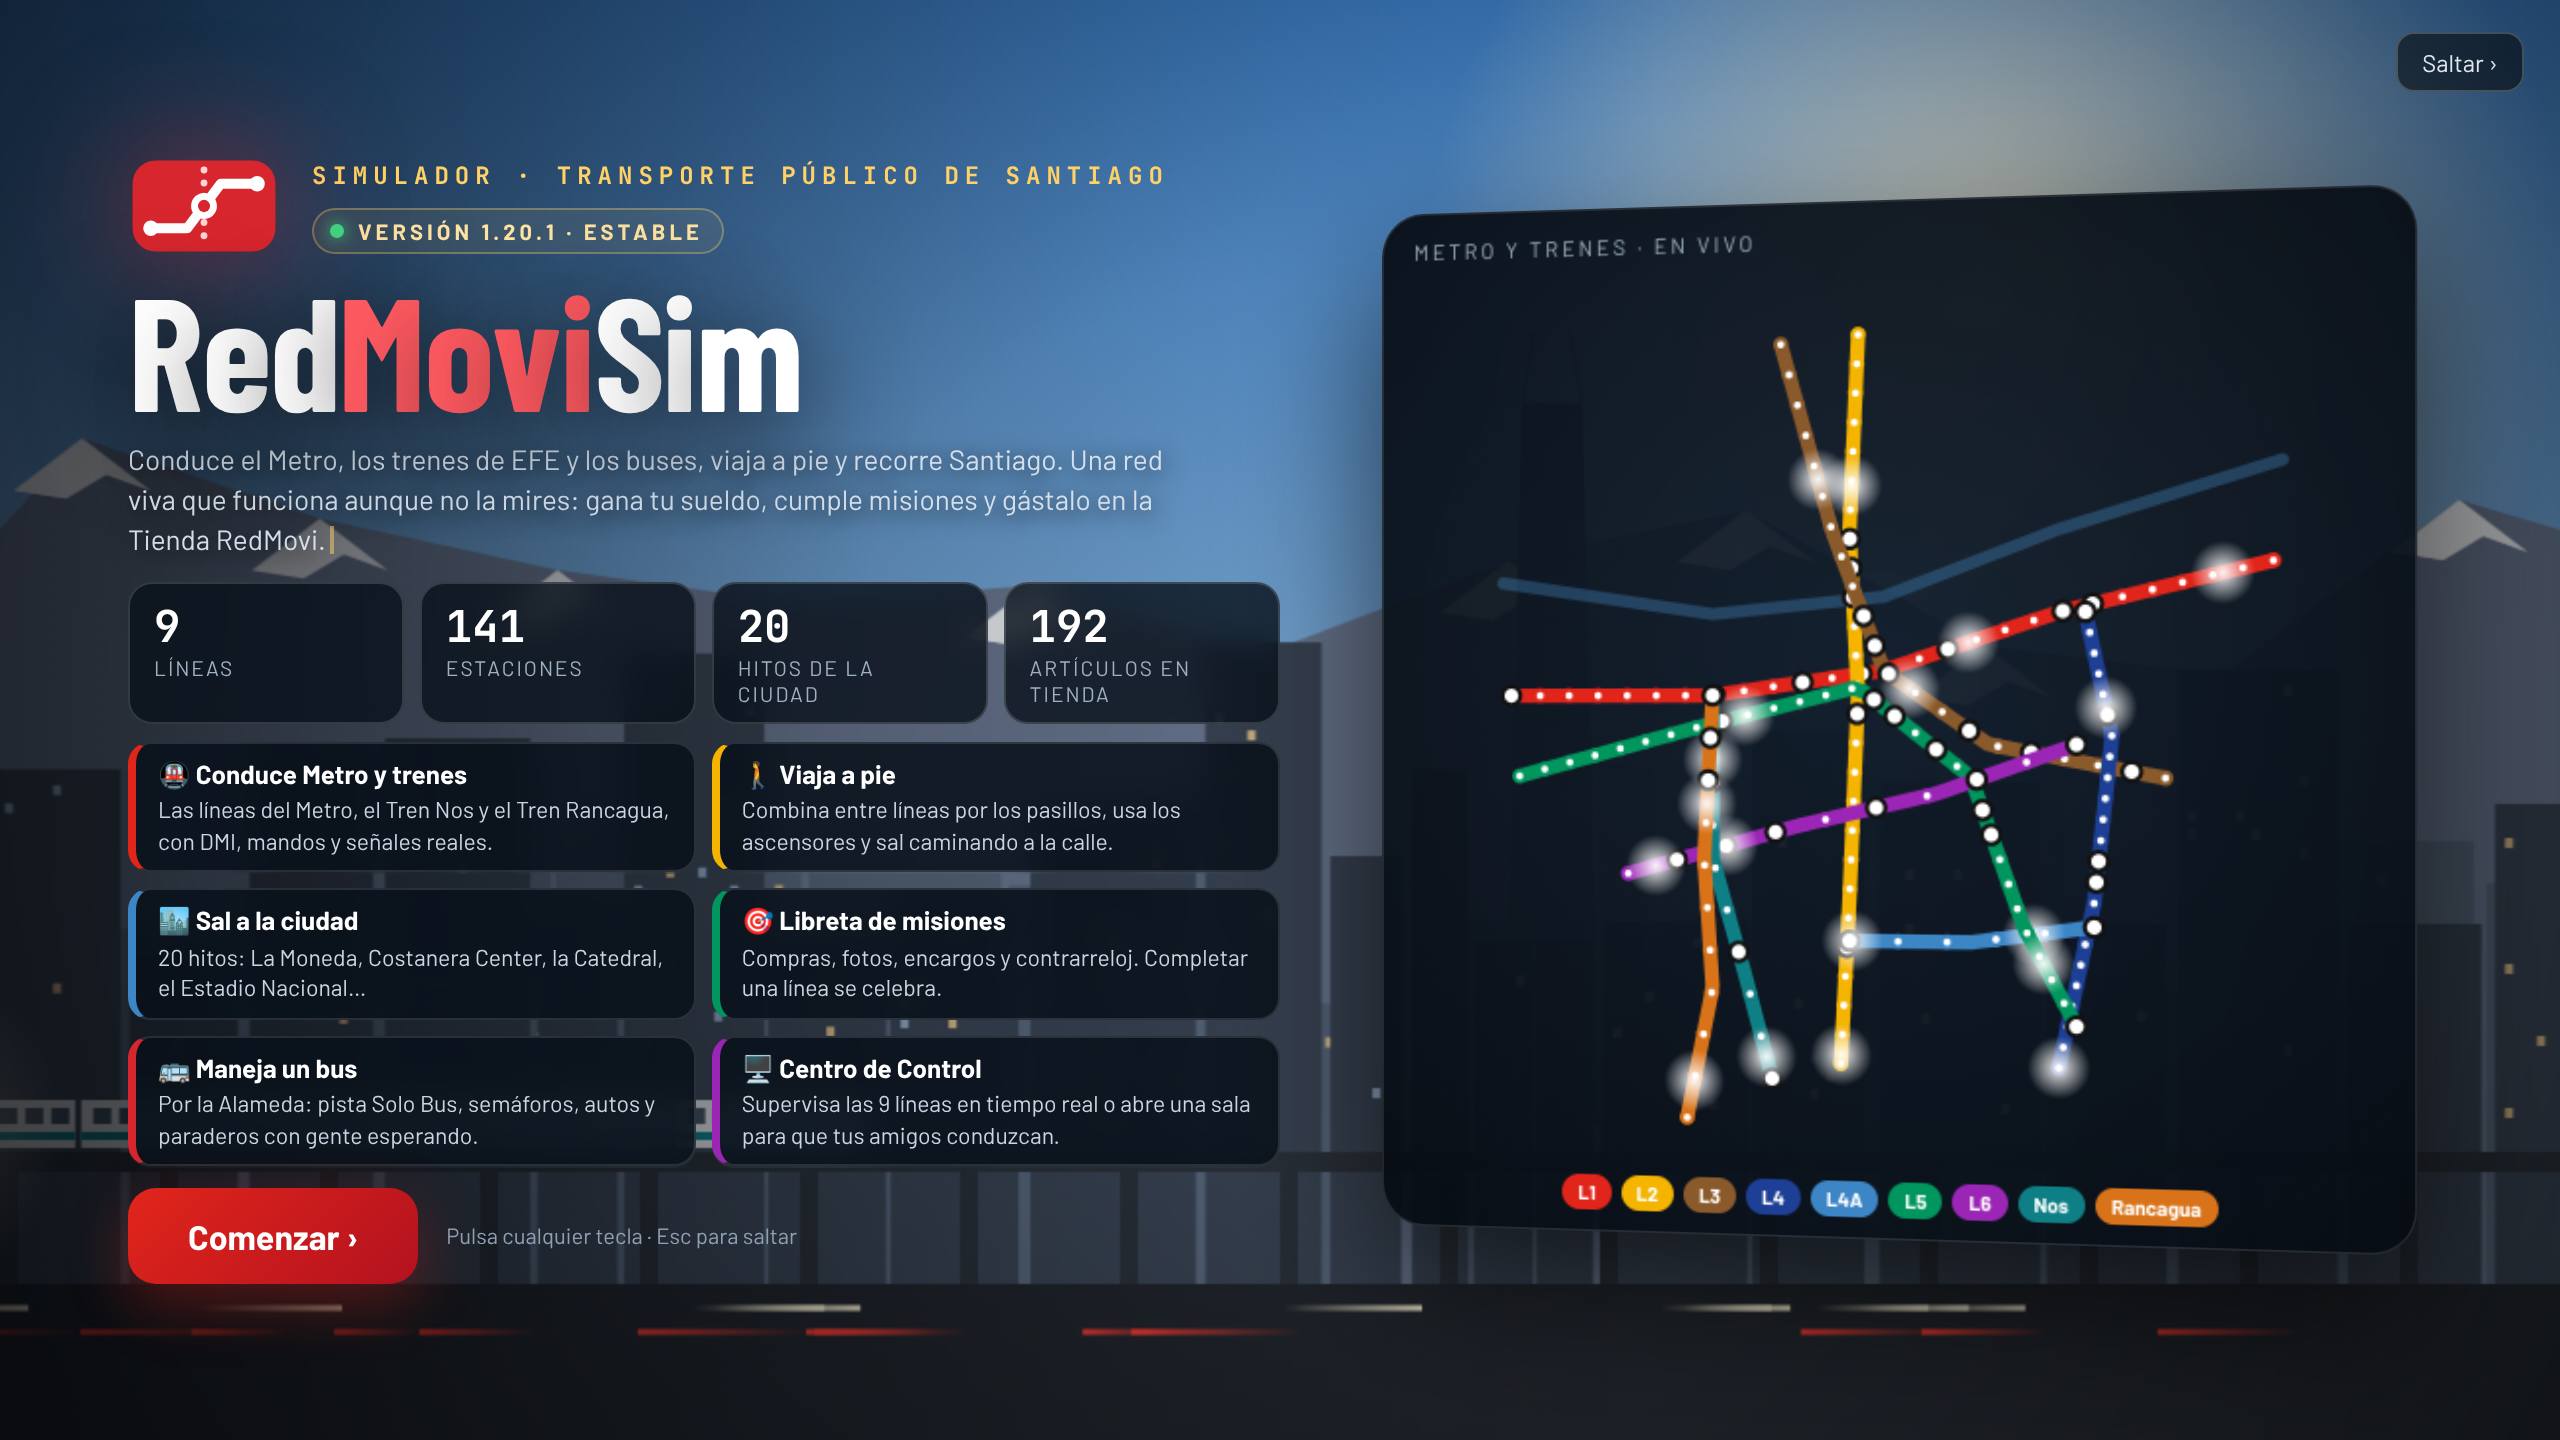 Saltar ›
SIMULADOR · TRANSPORTE PÚBLICO DE SANTIAGO
VERSIÓN 1.20.1 · ESTABLE
RedMoviSim
Conduce el Metro, los trenes de EFE y los buses, viaja a pie y recorre Santiago. Una red
viva que funciona aunque no la mires: gana tu sueldo, cumple misiones y gástalo en la
Tienda RedMovi.
9
LÍNEAS
141
ESTACIONES
20
HITOS DE LA
CIUDAD
192
ARTÍCULOS EN
TIENDA
Conduce Metro y trenes
Las líneas del Metro, el Tren Nos y el Tren Rancagua,
con DMI, mandos y señales reales.
Viaja a pie
Combina entre líneas por los pasillos, usa los
ascensores y sal caminando a la calle.
Sal a la ciudad
20 hitos: La Moneda, Costanera Center, la Catedral,
el Estadio Nacional...
Libreta de misiones
Compras, fotos, encargos y contrarreloj. Completar
una línea se celebra.
Maneja un bus
Por la Alameda: pista Solo Bus, semáforos, autos y
paraderos con gente esperando.
Centro de Control
Supervisa las 9 líneas en tiempo real o abre una sala
para que tus amigos conduzcan.
Comenzar ›
Pulsa cualquier tecla · Esc para saltar
METRO Y TRENES · EN VIVO
L1 L2 L3 L4 L4A L5 L6 Nos Rancagua